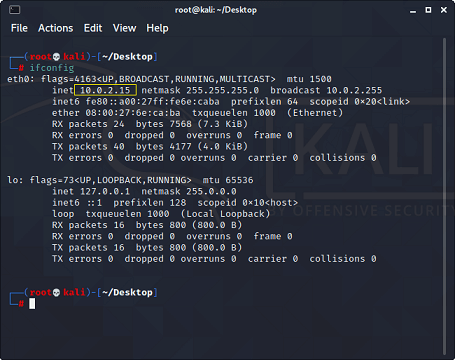 root@kali: ~/Desktop
File Actions Edit View Help
(root💀kali)-[~/Desktop]
# ifconfig
eth0: flags=4163<UP,BROADCAST,RUNNING,MULTICAST> mtu 1500
inet 10.0.2.15 netmask 255.255.255.0 broadcast 10.0.2.255
inet6 fe80::a00:27ff:fe6e:caba prefixlen 64 scopeid 0×20<link>
ether 08:00:27:6e:ca:ba txqueuelen 1000 (Ethernet)
RX packets 24 bytes 7568 (7.3 KiB)
RX errors 0 dropped 0 overruns 0 frame 0
TX packets 40 bytes 4177 (4.0 KiB)
TX errors 0 dropped 0 overruns 0 carrier 0 collisions 0
lo: flags=73<UP,LOOPBACK,RUNNING> mtu 65536
inet 127.0.0.1 netmask 255.0.0.0
inet6 ::1 prefixlen 128 scopeid 0×10<host>
loop txqueuelen 1000 (Local Loopback)
RX packets 16 bytes 800 (800.0 B)
RX errors 0 dropped 0 overruns 0 frame 0
TX packets 16 bytes 800 (800.0 B)
TX errors 0 dropped 0 overruns 0 carrier 0 collisions 0
(root💀kali)-[~/Desktop]
#
KALI
BY OFFENSIVE SECURITY